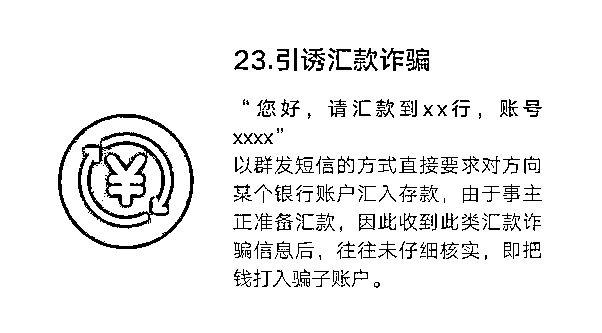 23.引诱汇款诈骗
“您好，请汇款到xx行，账号
xxxx”
以群发短信的方式直接要求对方向
某个银行账户汇入存款，由于事主
正准备汇款，因此收到此类汇款诈
骗信息后，往往未仔细核实，即把
钱打入骗子账户。